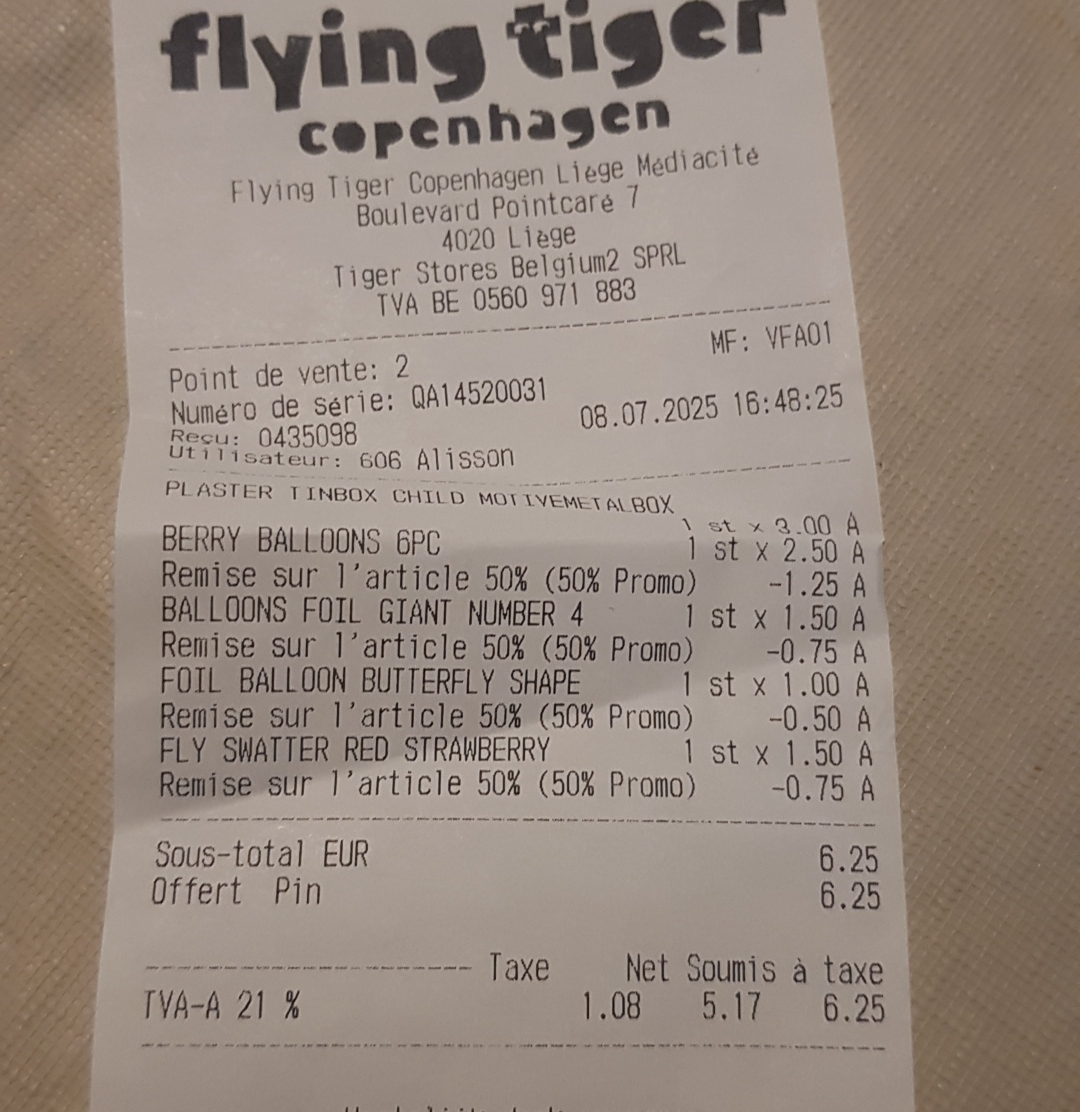 flying tiger
copenhagen
Flying Tiger Copenhagen Liège Médiacité
Boulevard Pointcaré 7
4020 Liège
Tiger Stores Belgium2 SPRL
TVA BE 0560 971 883
MF: VFA01
Point de vente: 2
Numéro de série: QA14520031
08.07.2025 16:48:25
Reçu: 0435098
Utilisateur: 606 Alisson
PLASTER TINBOX CHILD MOTIVEMETALBOX
1 st x 3.00 A
BERRY BALLOONS 6PC 1 st x 2.50 A
Remise sur l'article 50% (50% Promo) -1.25 A
BALLOONS FOIL GIANT NUMBER 4 1 st x 1.50 A
Remise sur l'article 50% (50% Promo) -0.75 A
FOIL BALLOON BUTTERFLY SHAPE 1 st x 1.00 A
Remise sur l'article 50% (50% Promo) -0.50 A
FLY SWATTER RED STRAWBERRY 1 st x 1.50 A
Remise sur l'article 50% (50% Promo) -0.75 A
Sous-total EUR 6.25
Offert Pin 6.25
Taxe Net Soumis à taxe
TVA-A 21 % 1.08 5.17 6.25